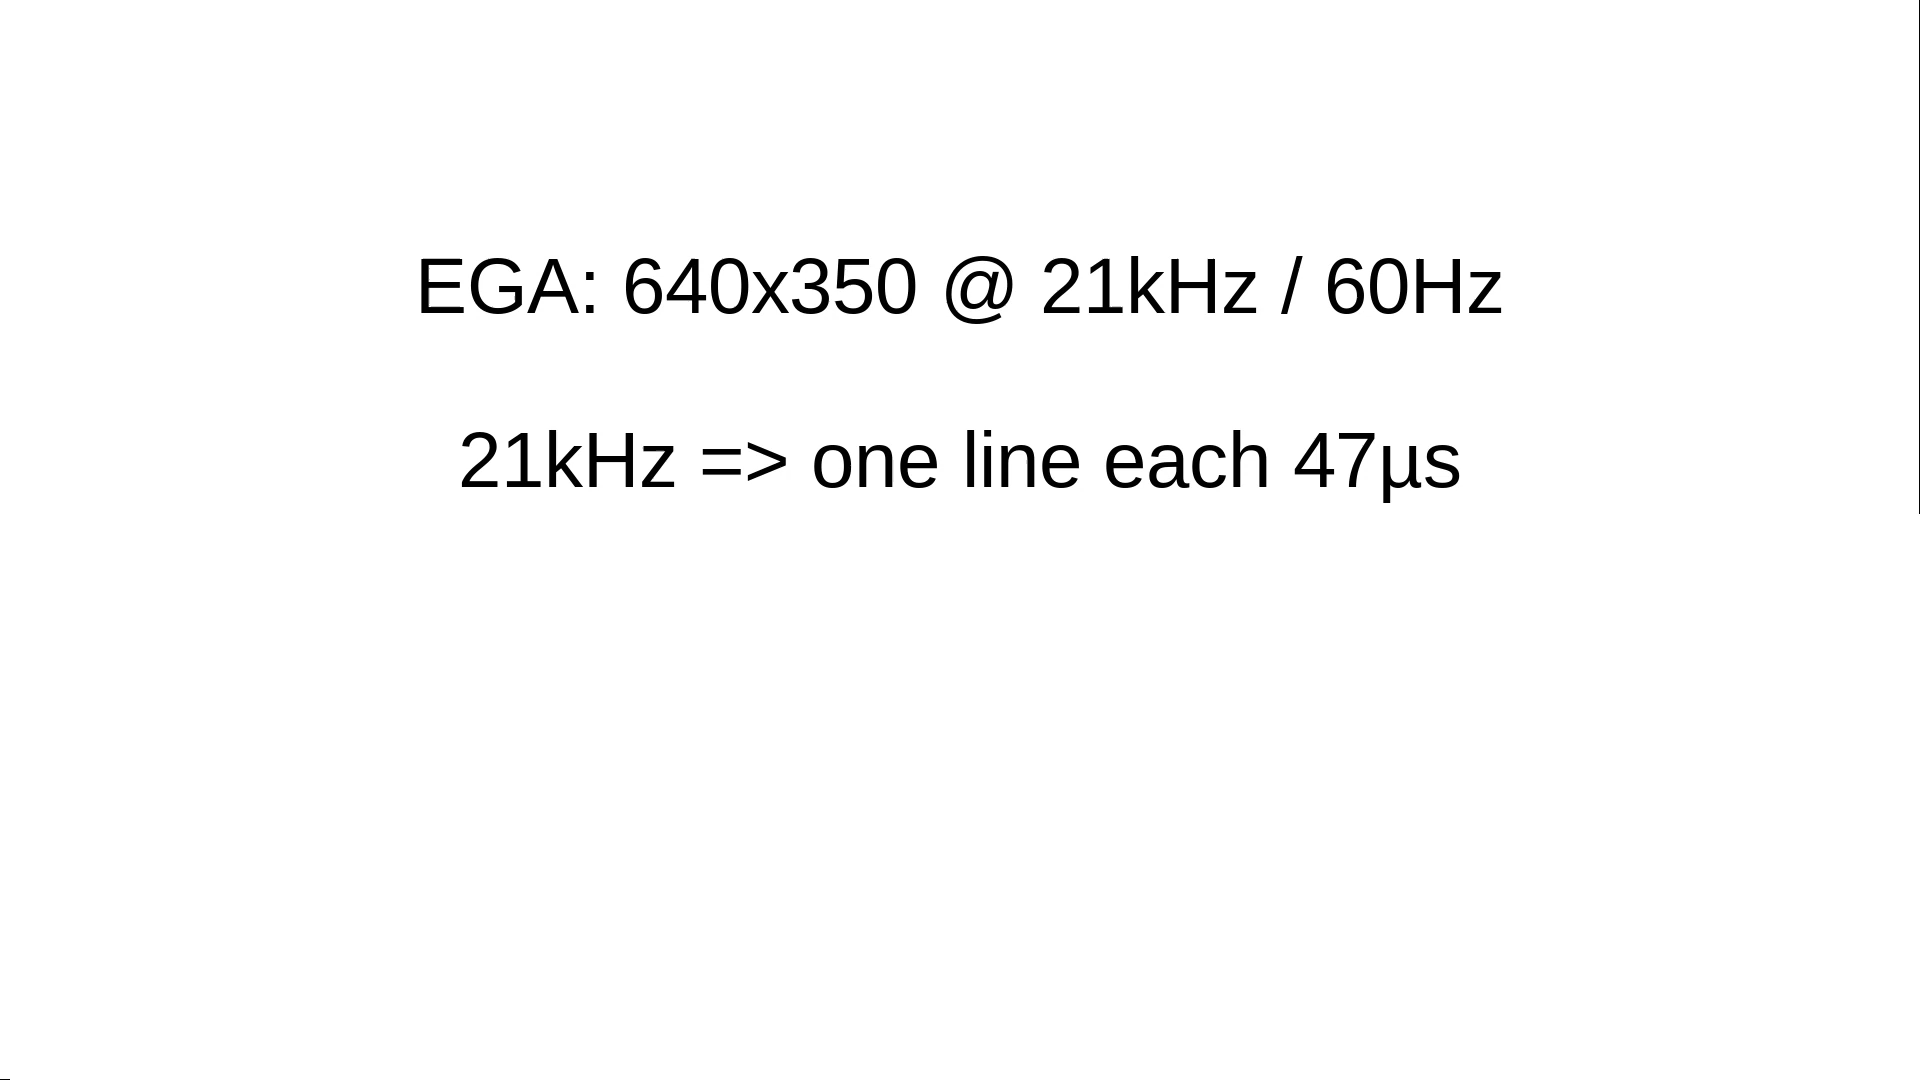 EGA: 640x350 @ 21kHz / 60Hz
21kHz => one line each 47µs